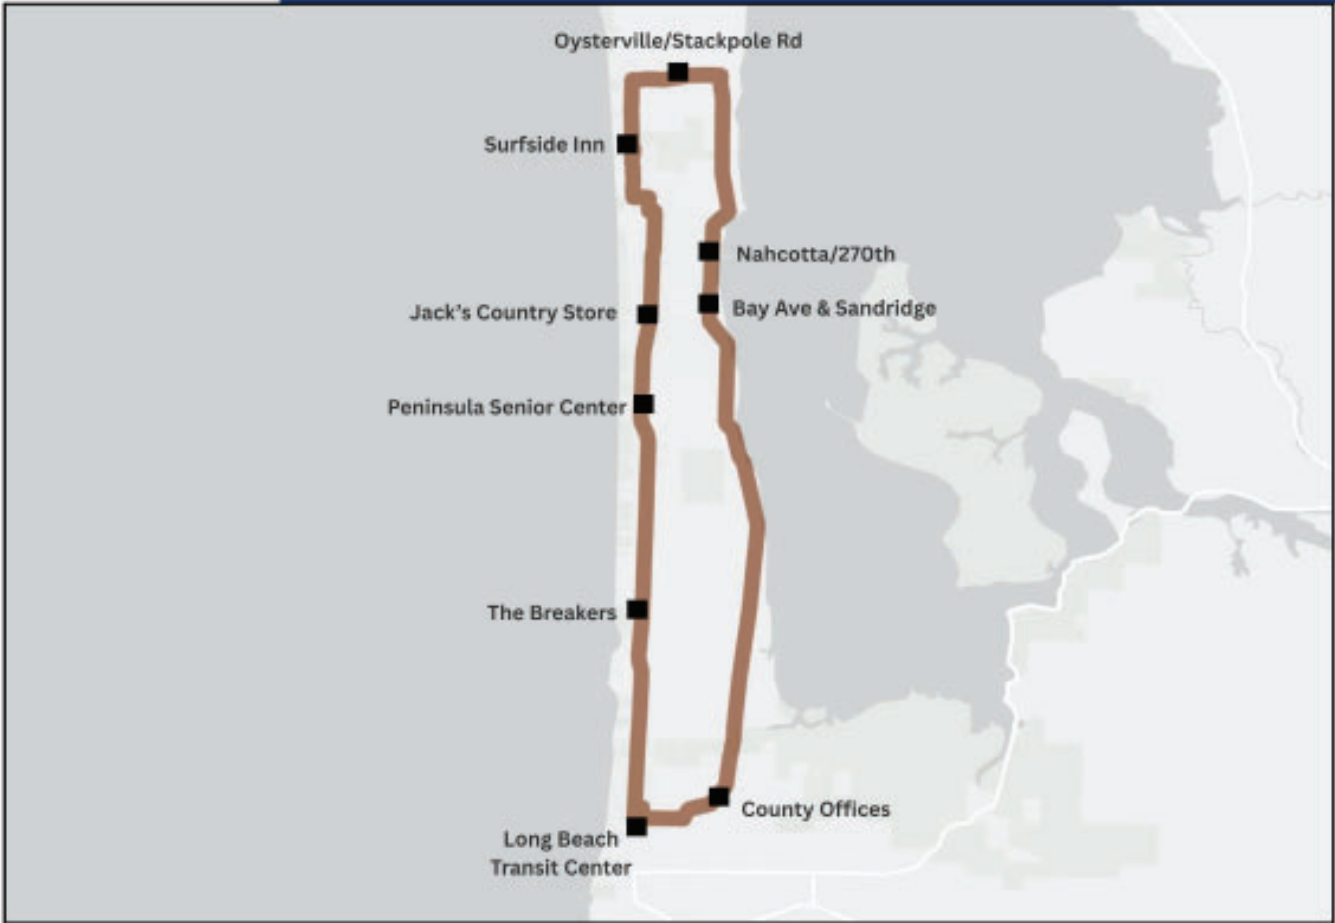 Oysterville/Stackpole Rd
Surfside Inn
Nahcotta/270th
Bay Ave & Sandridge
Jack's Country Store
Peninsula Senior Center
The Breakers
County Offices
Long Beach
Transit Center